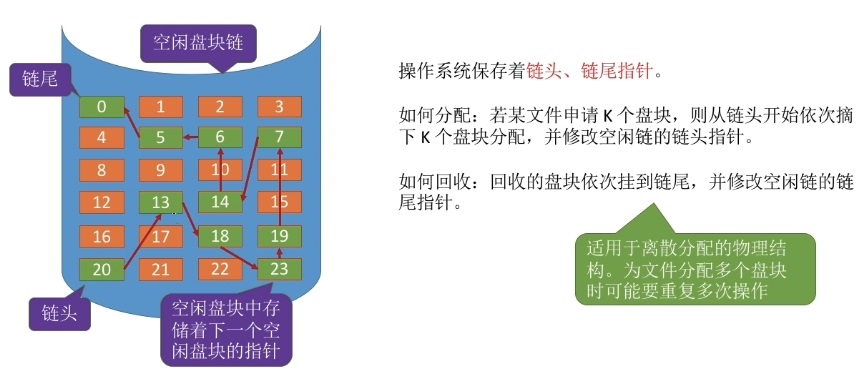 空闲盘块链
链尾
0 1 2 3
4 5 6 7
8 9 10 11
12 13 14 15
16 17 18 19
20 21 22 23
链头
空闲盘块中存
储着下一个空
闲盘块的指针
操作系统保存着链头、链尾指针。
如何分配：若某文件申请 K 个盘块，则从链头开始依次摘
下 K 个盘块分配，并修改空闲链的链头指针。
如何回收：回收的盘块依次挂到链尾，并修改空闲链的链
尾指针。
适用于离散分配的物理结
构。为文件分配多个盘块
时可能要重复多次操作